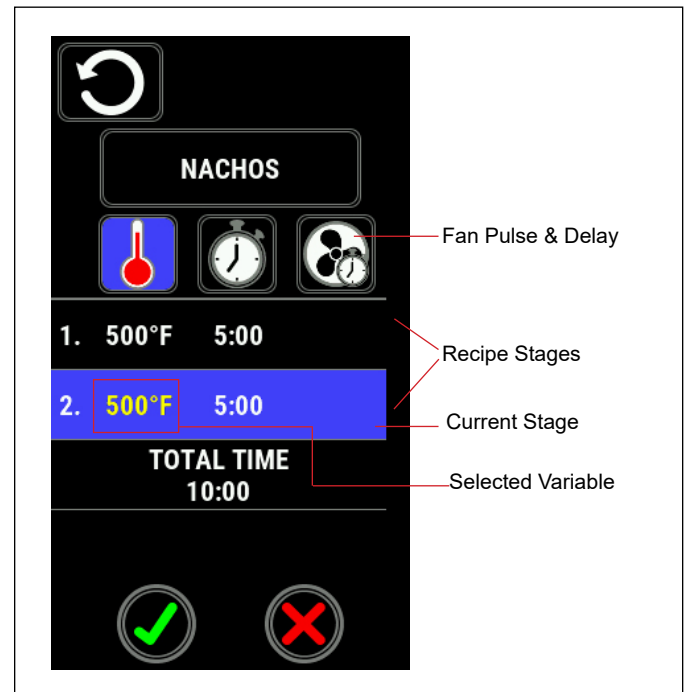 NACHOS
Fan Pulse & Delay
1. 500°F 5:00
Recipe Stages
2. 500°F 5:00
Current Stage
TOTAL TIME
10:00
Selected Variable